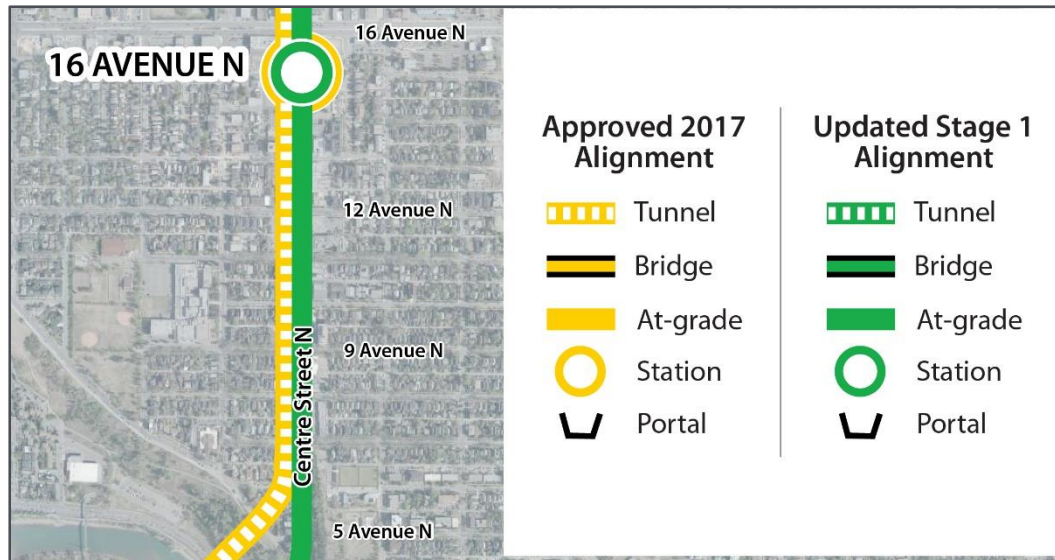 16 Avenue N
16 AVENUE N
12 Avenue N
Centre Street N
9 Avenue N
5 Avenue N
Approved 2017
Alignment
Tunnel
Bridge
At-grade
Station
Portal
Updated Stage 1
Alignment
Tunnel
Bridge
At-grade
Station
Portal